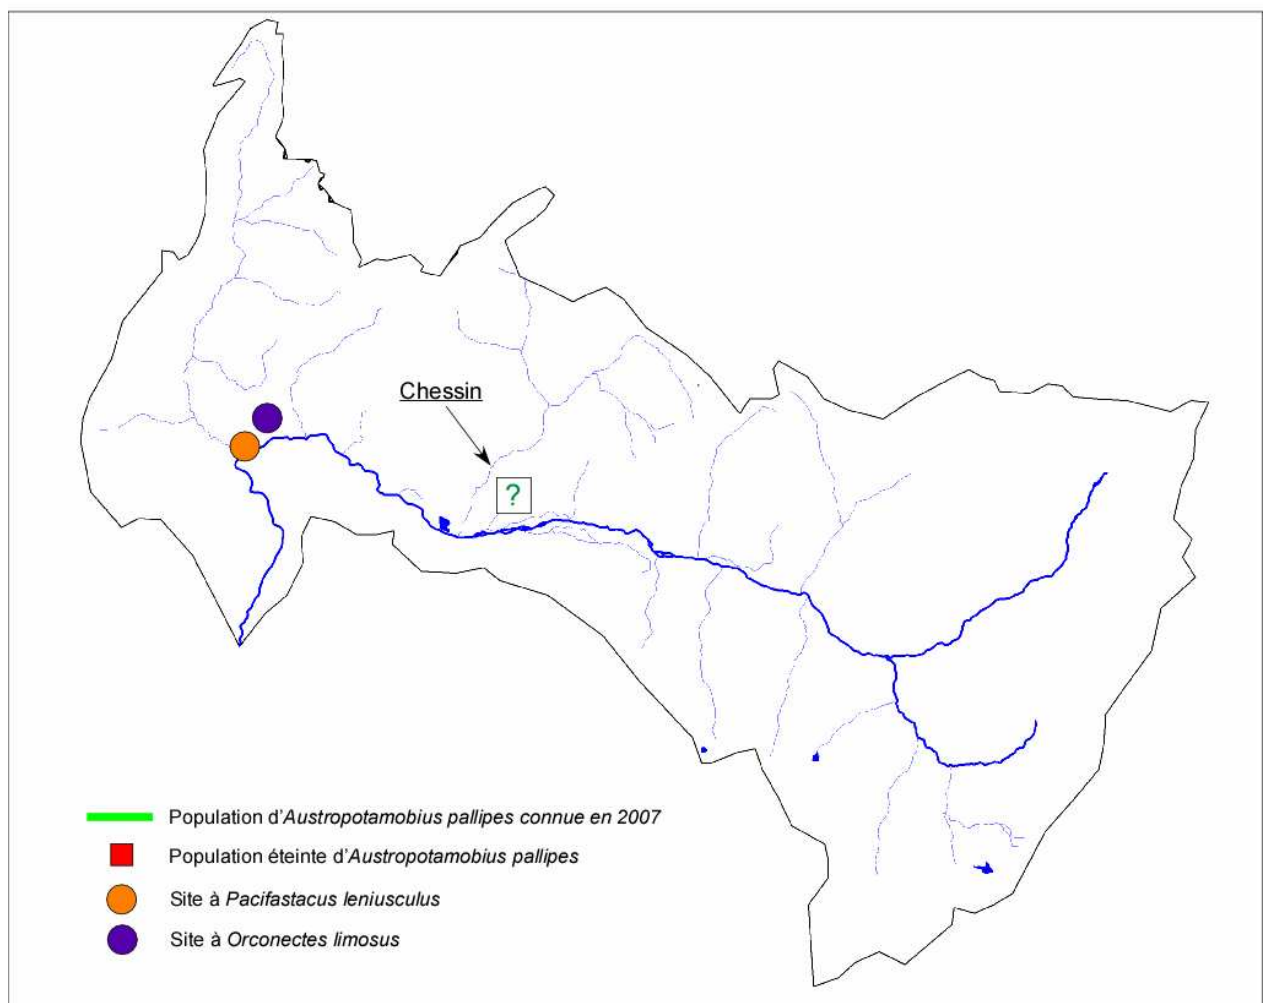 Chessin
?
Population d'Austropotamobius pallipes connue en 2007
Population éteinte d'Austropotamobius pallipes
Site à Pacifastacus leniusculus
Site à Orconectes limosus